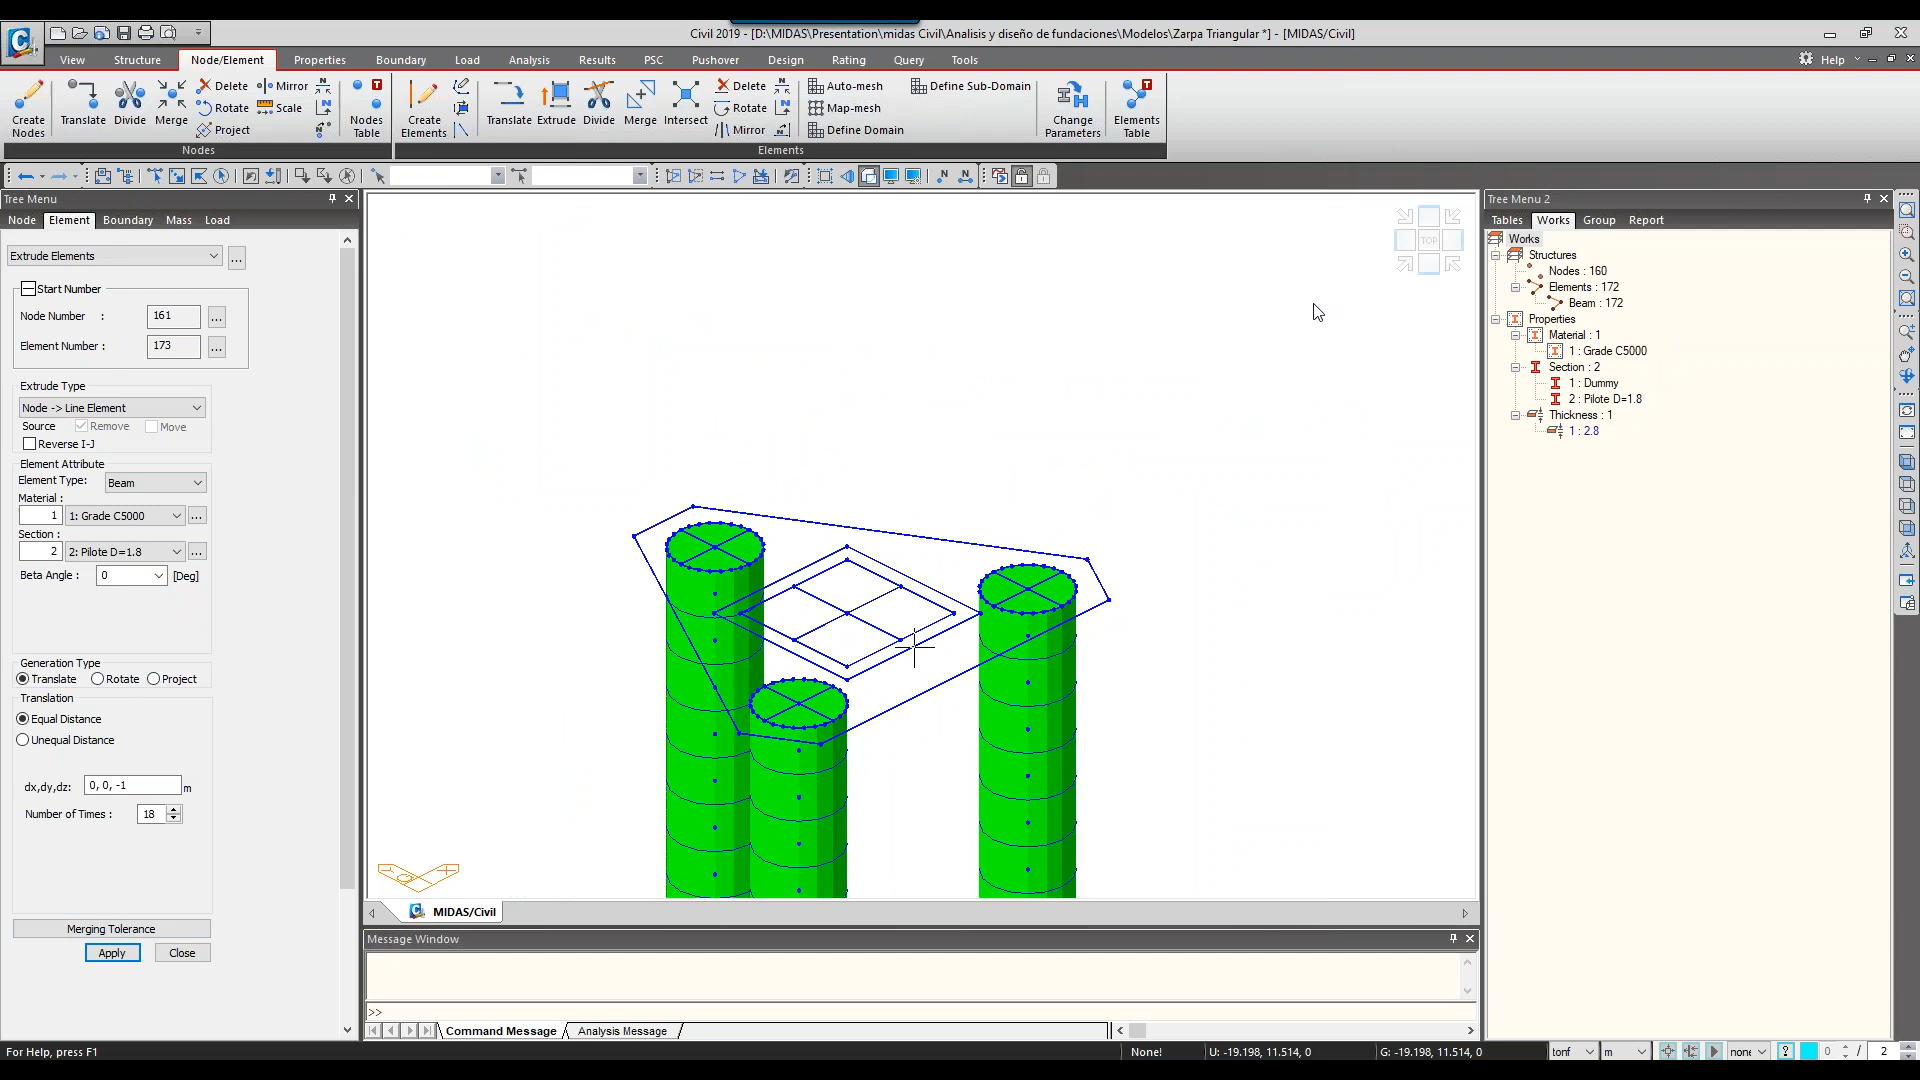 Civil 2019 - [D:\MIDAS\Presentation\midas Civil\Analisis y diseño de fundaciones\Modelos\Zarpa Triangular *] - [MIDAS/Civil]
View Structure Node/Element Properties Boundary Load Analysis Results PSC Pushover Design Rating Query Tools Help
Create Nodes
Translate
Divide
Merge
Delete
Rotate
Project
Mirror
Scale
Nodes Table
Create Elements
Translate
Extrude
Divide
Merge
Intersect
Delete
Rotate
Mirror
Auto-mesh
Map-mesh
Define Domain
Define Sub-Domain
Change Parameters
Elements Table
Nodes
Elements
Tree Menu
Node Element Boundary Mass Load
Extrude Elements
...
Start Number
Node Number : 161 ...
Element Number : 173 ...
Extrude Type
Node -> Line Element
Source Remove Move
Reverse I-J
Element Attribute
Element Type: Beam
Material :
1 1: Grade C5000 ...
Section :
2 2: Pilote D=1.8 ...
Beta Angle : 0 [Deg]
Generation Type
Translate Rotate Project
Translation
Equal Distance
Unequal Distance
dx,dy,dz: 0, 0, -1 m
Number of Times : 18
Merging Tolerance
Apply Close
TOP
MIDAS/Civil
Message Window
>>
Command Message Analysis Message
Tree Menu 2
Tables Works Group Report
Works
Structures
Nodes : 160
Elements : 172
Beam : 172
Properties
Material : 1
1 : Grade C5000
Section : 2
1 : Dummy
2 : Pilote D=1.8
Thickness : 1
1 : 2.8
For Help, press F1
None!
U: -19.198, 11.514, 0
G: -19.198, 11.514, 0
tonf m none ? 0 / 2